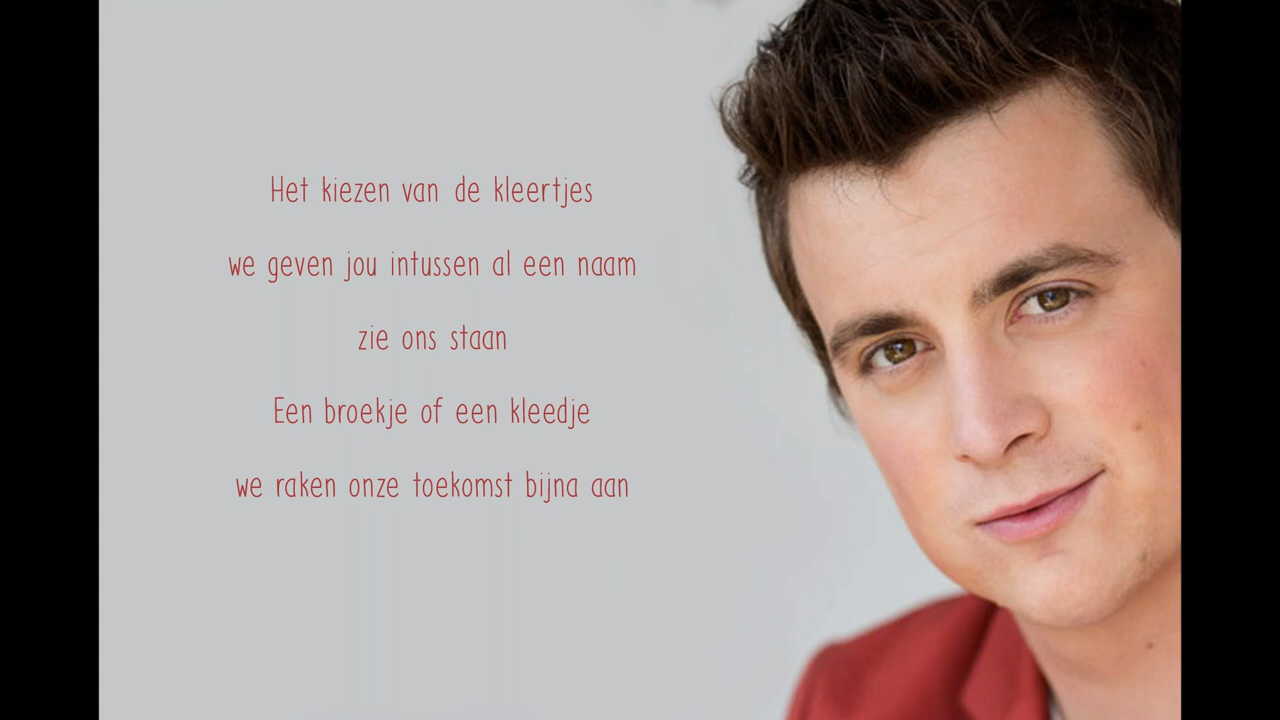 Het kiezen van de kleertjes
we geven jou intussen al een naam
zie ons staan
Een broekje of een kleedje
we raken onze toekomst bijna aan